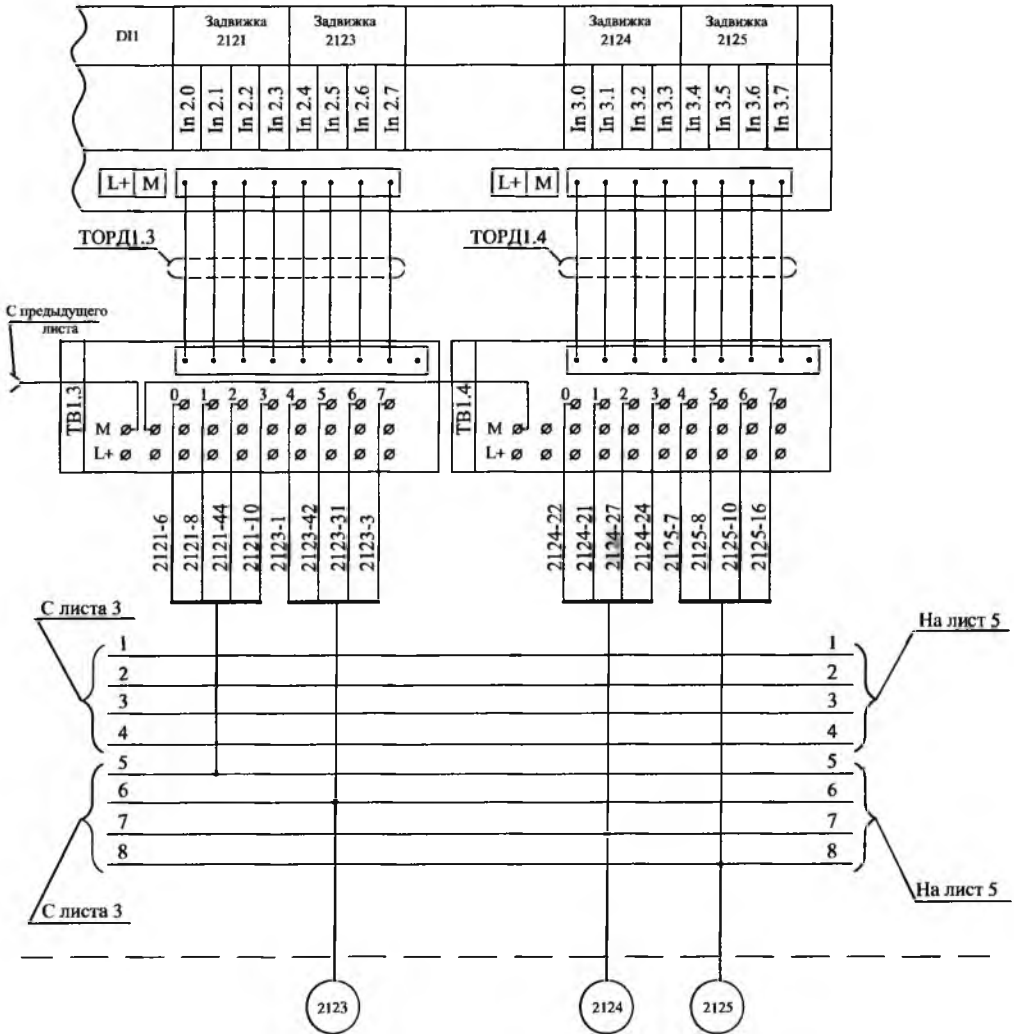 DI1
Задвижка
2121
Задвижка
2123
Задвижка
2124
Задвижка
2125
In 2.0
In 2.1
In 2.2
In 2.3
In 2.4
In 2.5
In 2.6
In 2.7
In 3.0
In 3.1
In 3.2
In 3.3
In 3.4
In 3.5
In 3.6
In 3.7
L+ M
L+ M
ТОРД1.3
ТОРД1.4
С предыдущего
листа
ТВ1.3
0 1 2 3 4 5 6 7
M
L+
ТВ1.4
0 1 2 3 4 5 6 7
M
L+
2121-6
2121-8
2121-44
2121-10
2123-1
2123-42
2123-31
2123-3
2124-22
2124-21
2124-27
2124-24
2125-7
2125-8
2125-10
2125-16
С листа 3
На лист 5
1 1
2 2
3 3
4 4
5 5
6 6
7 7
8 8
С листа 3
На лист 5
2123
2124
2125